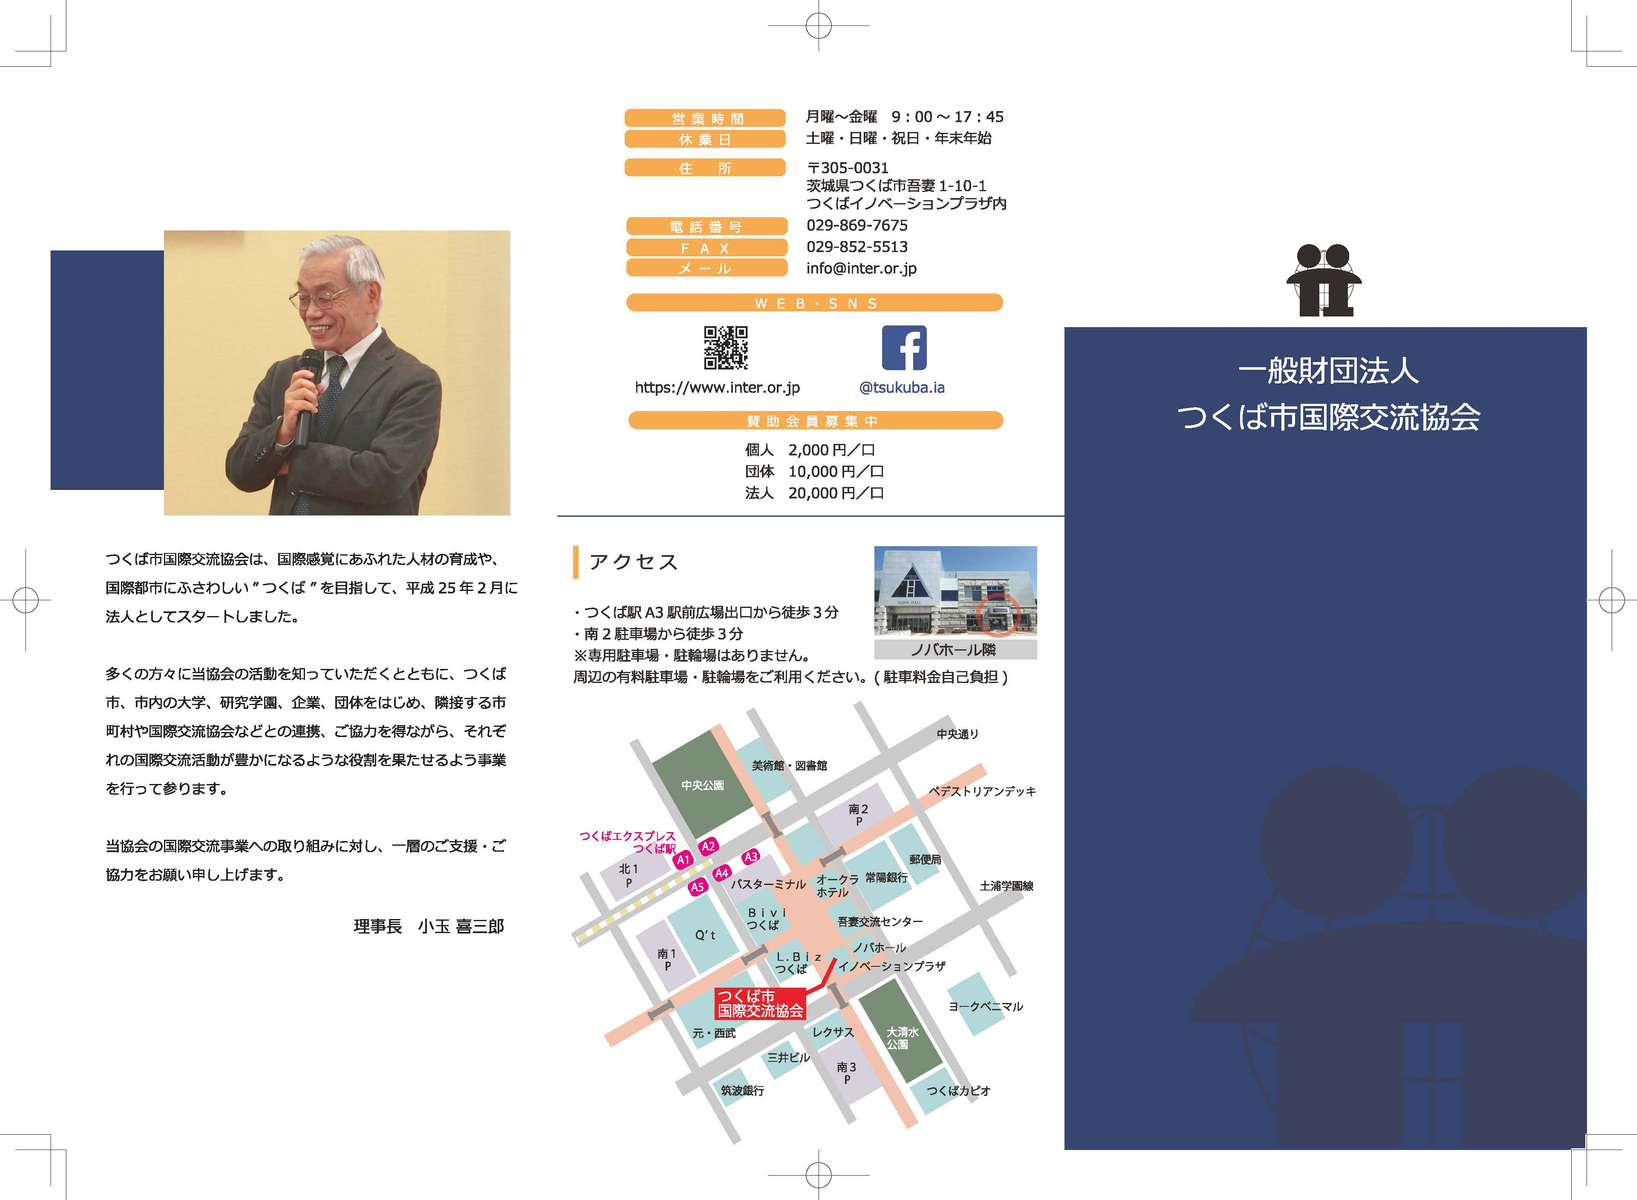 つくば市国際交流協会は、国際感覚にあふれた人材の育成や、
国際都市にふさわしい”つくば”を目指して、平成 25 年 2 月に
法人としてスタートしました。
多くの方々に当協会の活動を知っていただくとともに、つくば
市、市内の大学、研究学園、企業、団体をはじめ、隣接する市
町村や国際交流協会などとの連携、ご協力を得ながら、それぞ
れの国際交流活動が豊かになるような役割を果たせるよう事業
を行って参ります。
当協会の国際交流事業への取り組みに対し、一層のご支援・ご
協力をお願い申し上げます。
理事長　小玉 喜三郎
営業時間　月曜～金曜　9：00 ～ 17：45
休業日　土曜・日曜・祝日・年末年始
住　所　〒305-0031
茨城県つくば市吾妻 1-10-1
つくばイノベーションプラザ内
電話番号　029-869-7675
ＦＡＸ　029-852-5513
メール　info@inter.or.jp
ＷＥＢ・ＳＮＳ
https://www.inter.or.jp　@tsukuba.ia
賛助会員募集中
個人　2,000 円／口
団体　10,000 円／口
法人　20,000 円／口
アクセス
・つくば駅 A3 駅前広場出口から徒歩 3 分
・南 2 駐車場から徒歩 3 分
※専用駐車場・駐輪場はありません。
周辺の有料駐車場・駐輪場をご利用ください。( 駐車料金自己負担 )
NOVA HALL
ノバホール隣
中央通り
美術館・図書館
中央公園
ペデストリアンデッキ
南２
P
つくばエクスプレス
つくば駅
A1
A2
A3
A4
A5
北１
P
バスターミナル
オークラ
ホテル
常陽銀行
郵便局
土浦学園線
Ｂｉｖｉ
つくば
吾妻交流センター
Q't
南１
P
Ｌ.Ｂｉｚ
つくば
ノバホール
イノベーションプラザ
つくば市
国際交流協会
ヨークベニマル
元・西武
レクサス
大清水
公園
三井ビル
南３
P
筑波銀行
つくばカピオ
一般財団法人
つくば市国際交流協会